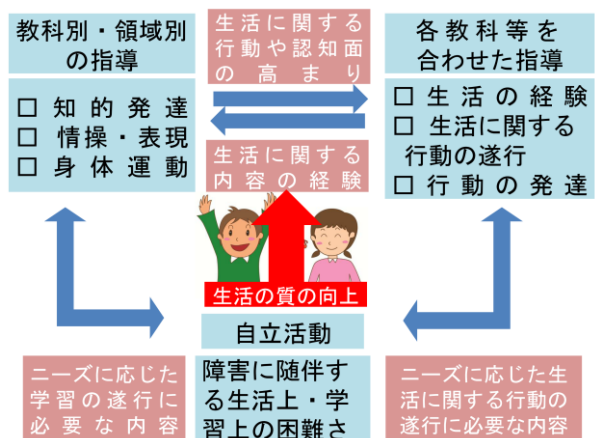 教科別・領域別
の指導
□ 知的発達
□ 情操・表現
□ 身体運動
生活に関する
行動や認知面
の高まり
生活に関する
内容の経験
各教科等を
合わせた指導
□ 生活の経験
□ 生活に関する
行動の遂行
□ 行動の発達
生活の質の向上
自立活動
障害に随伴す
る生活上・学
習上の困難さ
ニーズに応じた
学習の遂行に
必要な内容
ニーズに応じた生
活に関する行動の
遂行に必要な内容